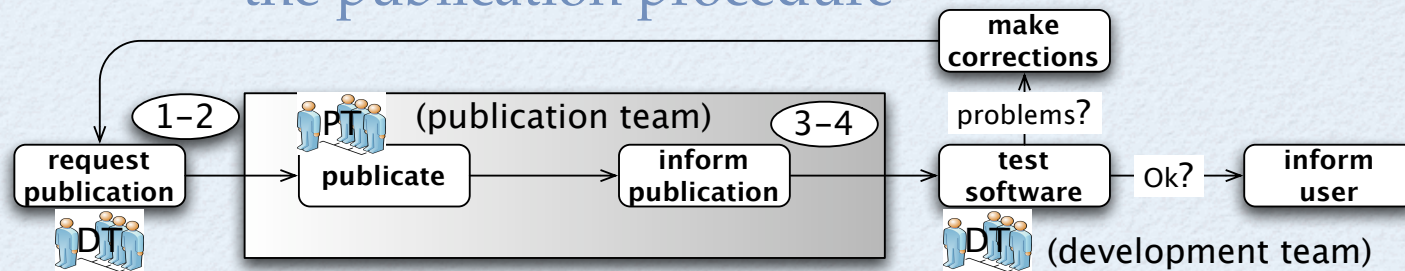 the publication procedure
make
corrections
1-2
PT
(publication team)
3-4
problems?
request
publication
publicate
inform
publication
test
software
Ok?
inform
user
DT
DT
(development team)